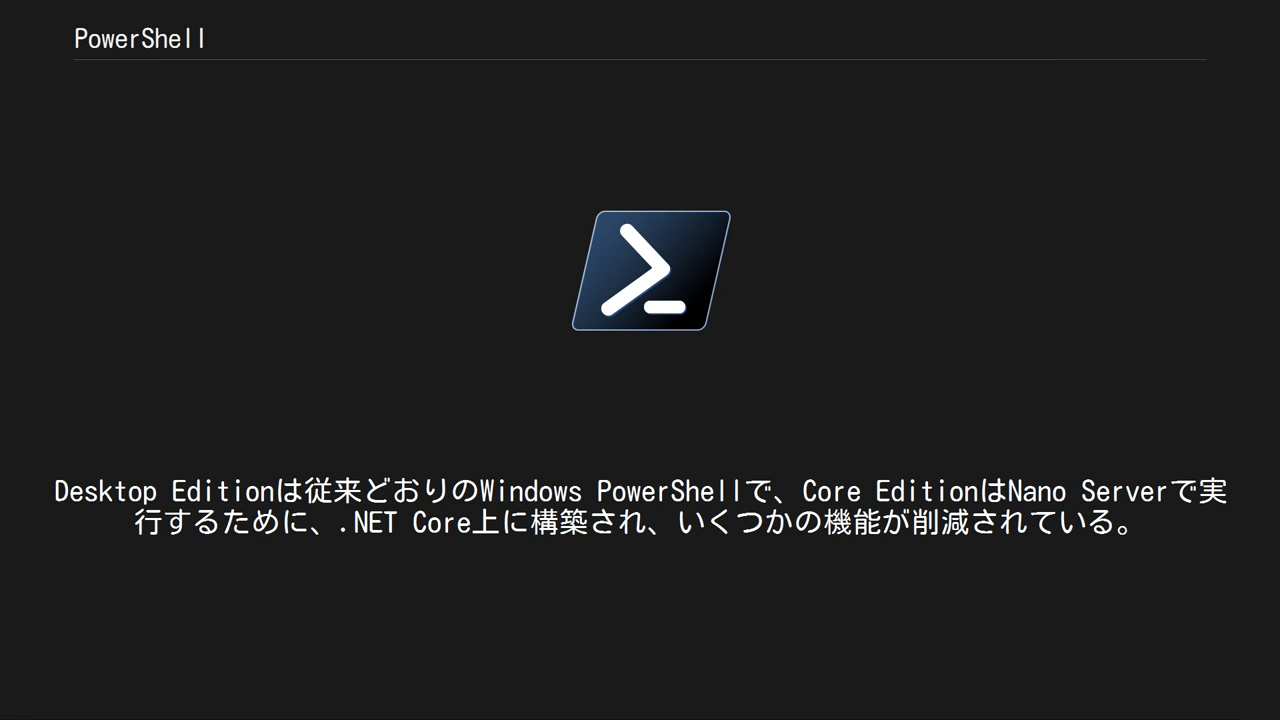 PowerShell
Desktop Editionは従来どおりのWindows PowerShellで、Core EditionはNano Serverで実
行するために、.NET Core上に構築され、いくつかの機能が削減されている。